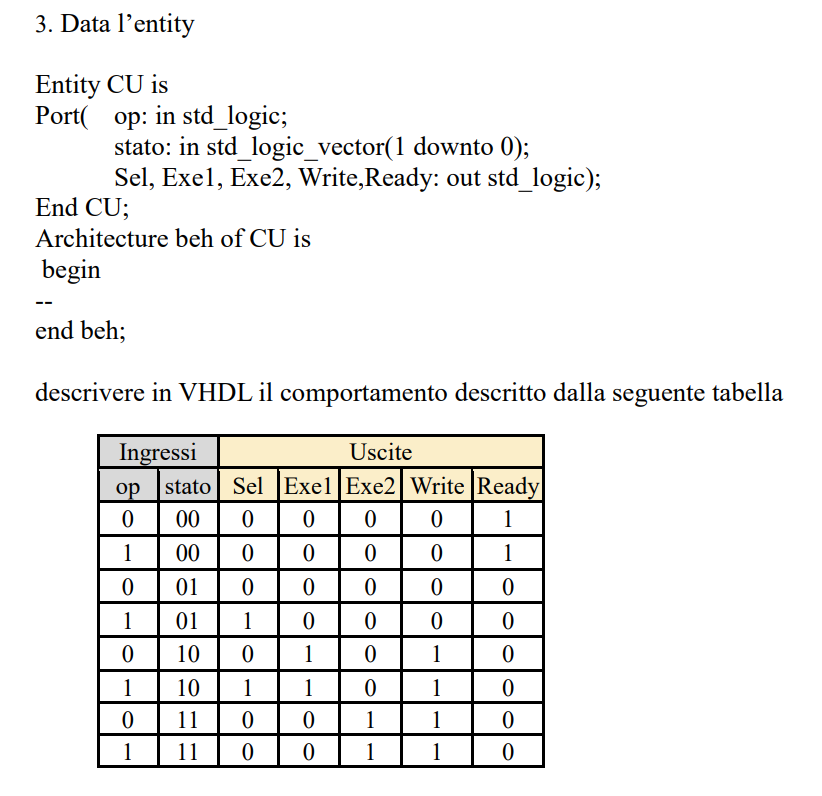 3. Data l’entity
Entity CU is
Port( op: in std_logic;
stato: in std_logic_vector(1 downto 0);
Sel, Exe1, Exe2, Write,Ready: out std_logic);
End CU;
Architecture beh of CU is
begin
--
end beh;
descrivere in VHDL il comportamento descritto dalla seguente tabella
Ingressi Uscite
op stato Sel Exe1 Exe2 Write Ready
0 00 0 0 0 0 1
1 00 0 0 0 0 1
0 01 0 0 0 0 0
1 01 1 0 0 0 0
0 10 0 1 0 1 0
1 10 1 1 0 1 0
0 11 0 0 1 1 0
1 11 0 0 1 1 0